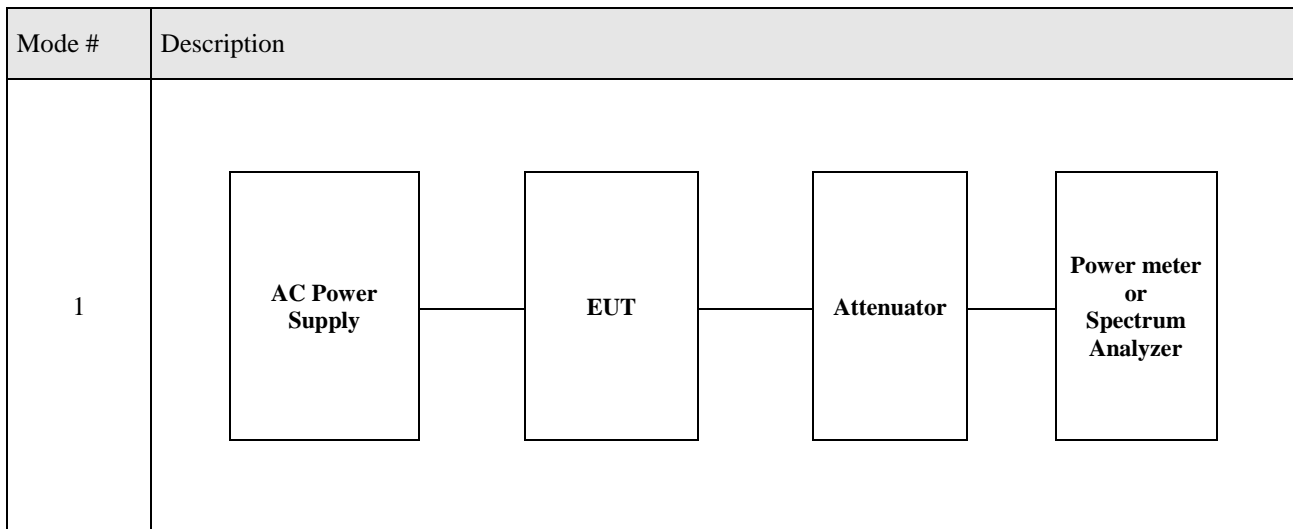 Mode #
Description
1
AC Power
Supply
EUT
Attenuator
Power meter
or
Spectrum
Analyzer